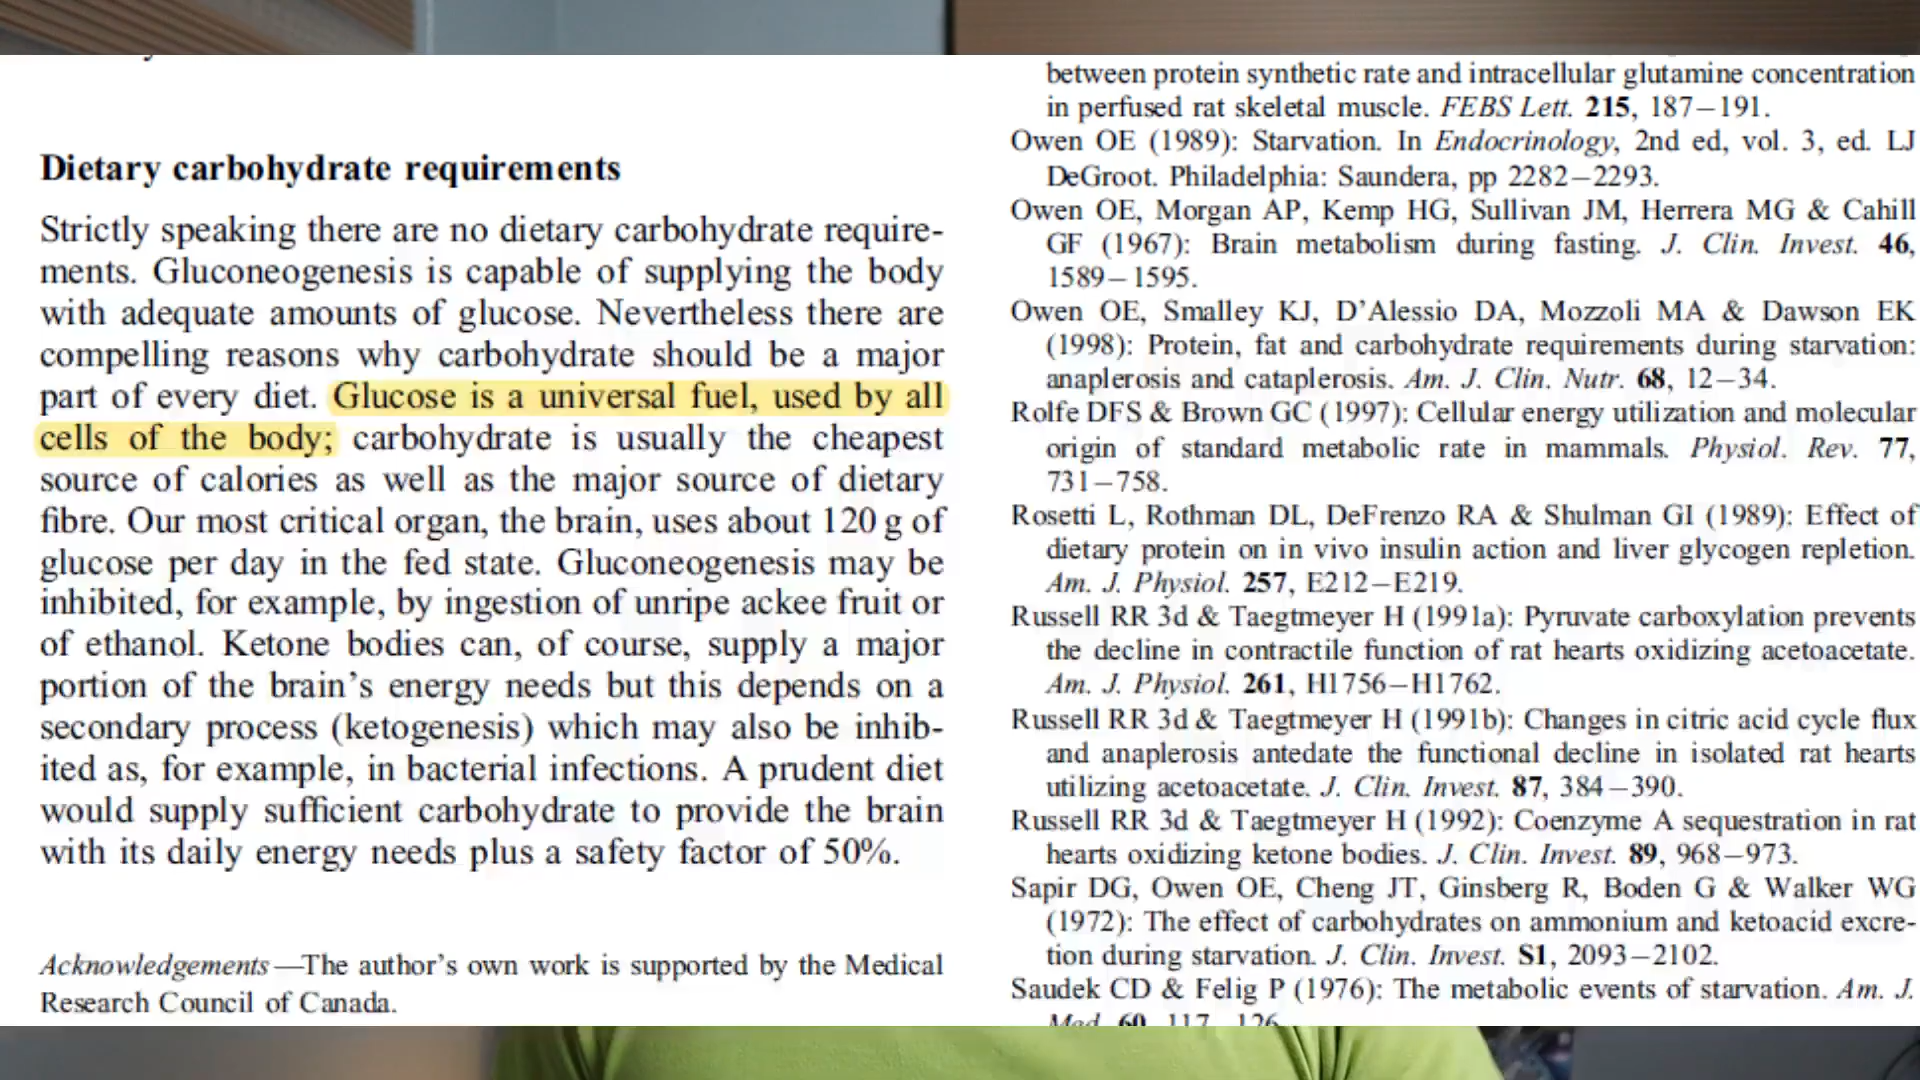 Dietary carbohydrate requirements
Strictly speaking there are no dietary carbohydrate require-
ments. Gluconeogenesis is capable of supplying the body
with adequate amounts of glucose. Nevertheless there are
compelling reasons why carbohydrate should be a major
part of every diet. Glucose is a universal fuel, used by all
cells of the body; carbohydrate is usually the cheapest
source of calories as well as the major source of dietary
fibre. Our most critical organ, the brain, uses about 120 g of
glucose per day in the fed state. Gluconeogenesis may be
inhibited, for example, by ingestion of unripe ackee fruit or
of ethanol. Ketone bodies can, of course, supply a major
portion of the brain's energy needs but this depends on a
secondary process (ketogenesis) which may also be inhib-
ited as, for example, in bacterial infections. A prudent diet
would supply sufficient carbohydrate to provide the brain
with its daily energy needs plus a safety factor of 50%.
Acknowledgements—The author's own work is supported by the Medical
Research Council of Canada.
between protein synthetic rate and intracellular glutamine concentration
in perfused rat skeletal muscle. FEBS Lett. 215, 187–191.
Owen OE (1989): Starvation. In Endocrinology, 2nd ed, vol. 3, ed. LJ
DeGroot. Philadelphia: Saundera, pp 2282–2293.
Owen OE, Morgan AP, Kemp HG, Sullivan JM, Herrera MG & Cahill
GF (1967): Brain metabolism during fasting. J. Clin. Invest. 46,
1589–1595.
Owen OE, Smalley KJ, D'Alessio DA, Mozzoli MA & Dawson EK
(1998): Protein, fat and carbohydrate requirements during starvation:
anaplerosis and cataplerosis. Am. J. Clin. Nutr. 68, 12–34.
Rolfe DFS & Brown GC (1997): Cellular energy utilization and molecular
origin of standard metabolic rate in mammals. Physiol. Rev. 77,
731–758.
Rosetti L, Rothman DL, DeFrenzo RA & Shulman GI (1989): Effect of
dietary protein on in vivo insulin action and liver glycogen repletion.
Am. J. Physiol. 257, E212–E219.
Russell RR 3d & Taegtmeyer H (1991a): Pyruvate carboxylation prevents
the decline in contractile function of rat hearts oxidizing acetoacetate.
Am. J. Physiol. 261, H1756–H1762.
Russell RR 3d & Taegtmeyer H (1991b): Changes in citric acid cycle flux
and anaplerosis antedate the functional decline in isolated rat hearts
utilizing acetoacetate. J. Clin. Invest. 87, 384–390.
Russell RR 3d & Taegtmeyer H (1992): Coenzyme A sequestration in rat
hearts oxidizing ketone bodies. J. Clin. Invest. 89, 968–973.
Sapir DG, Owen OE, Cheng JT, Ginsberg R, Boden G & Walker WG
(1972): The effect of carbohydrates on ammonium and ketoacid excre-
tion during starvation. J. Clin. Invest. S1, 2093–2102.
Saudek CD & Felig P (1976): The metabolic events of starvation. Am. J.
Med. 60, 117–126.